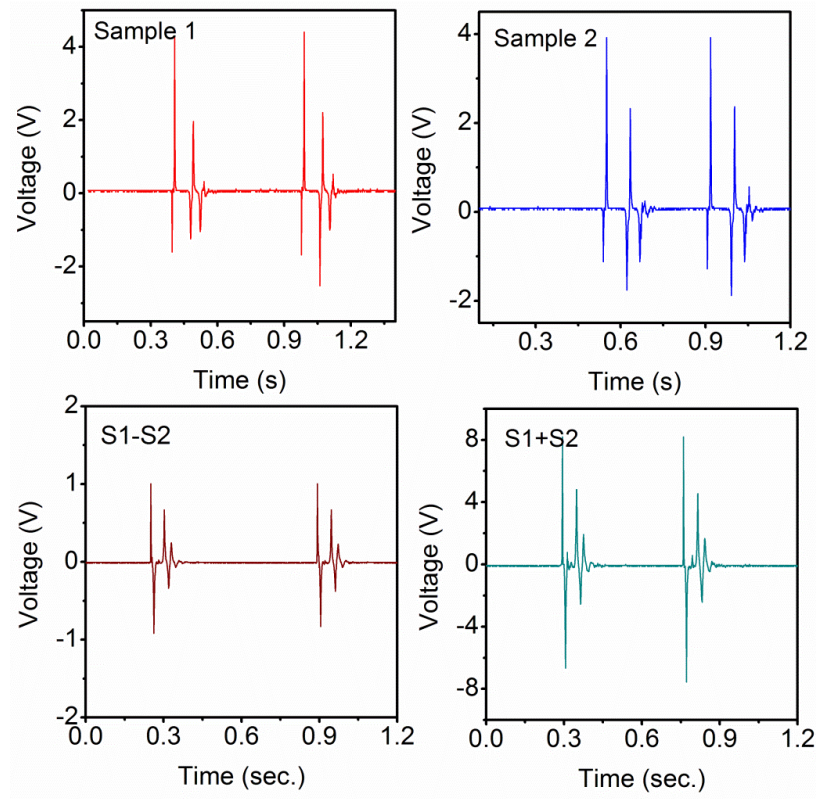 Sample 1
Voltage (V)
4
2
0
-2
0.0 0.3 0.6 0.9 1.2
Time (s)
Sample 2
Voltage (V)
4
2
0
-2
0.3 0.6 0.9 1.2
Time (s)
S1-S2
Voltage (V)
2
1
0
-1
-2
0.0 0.3 0.6 0.9 1.2
Time (sec.)
S1+S2
Voltage (V)
8
4
0
-4
-8
0.0 0.3 0.6 0.9 1.2
Time (sec.)